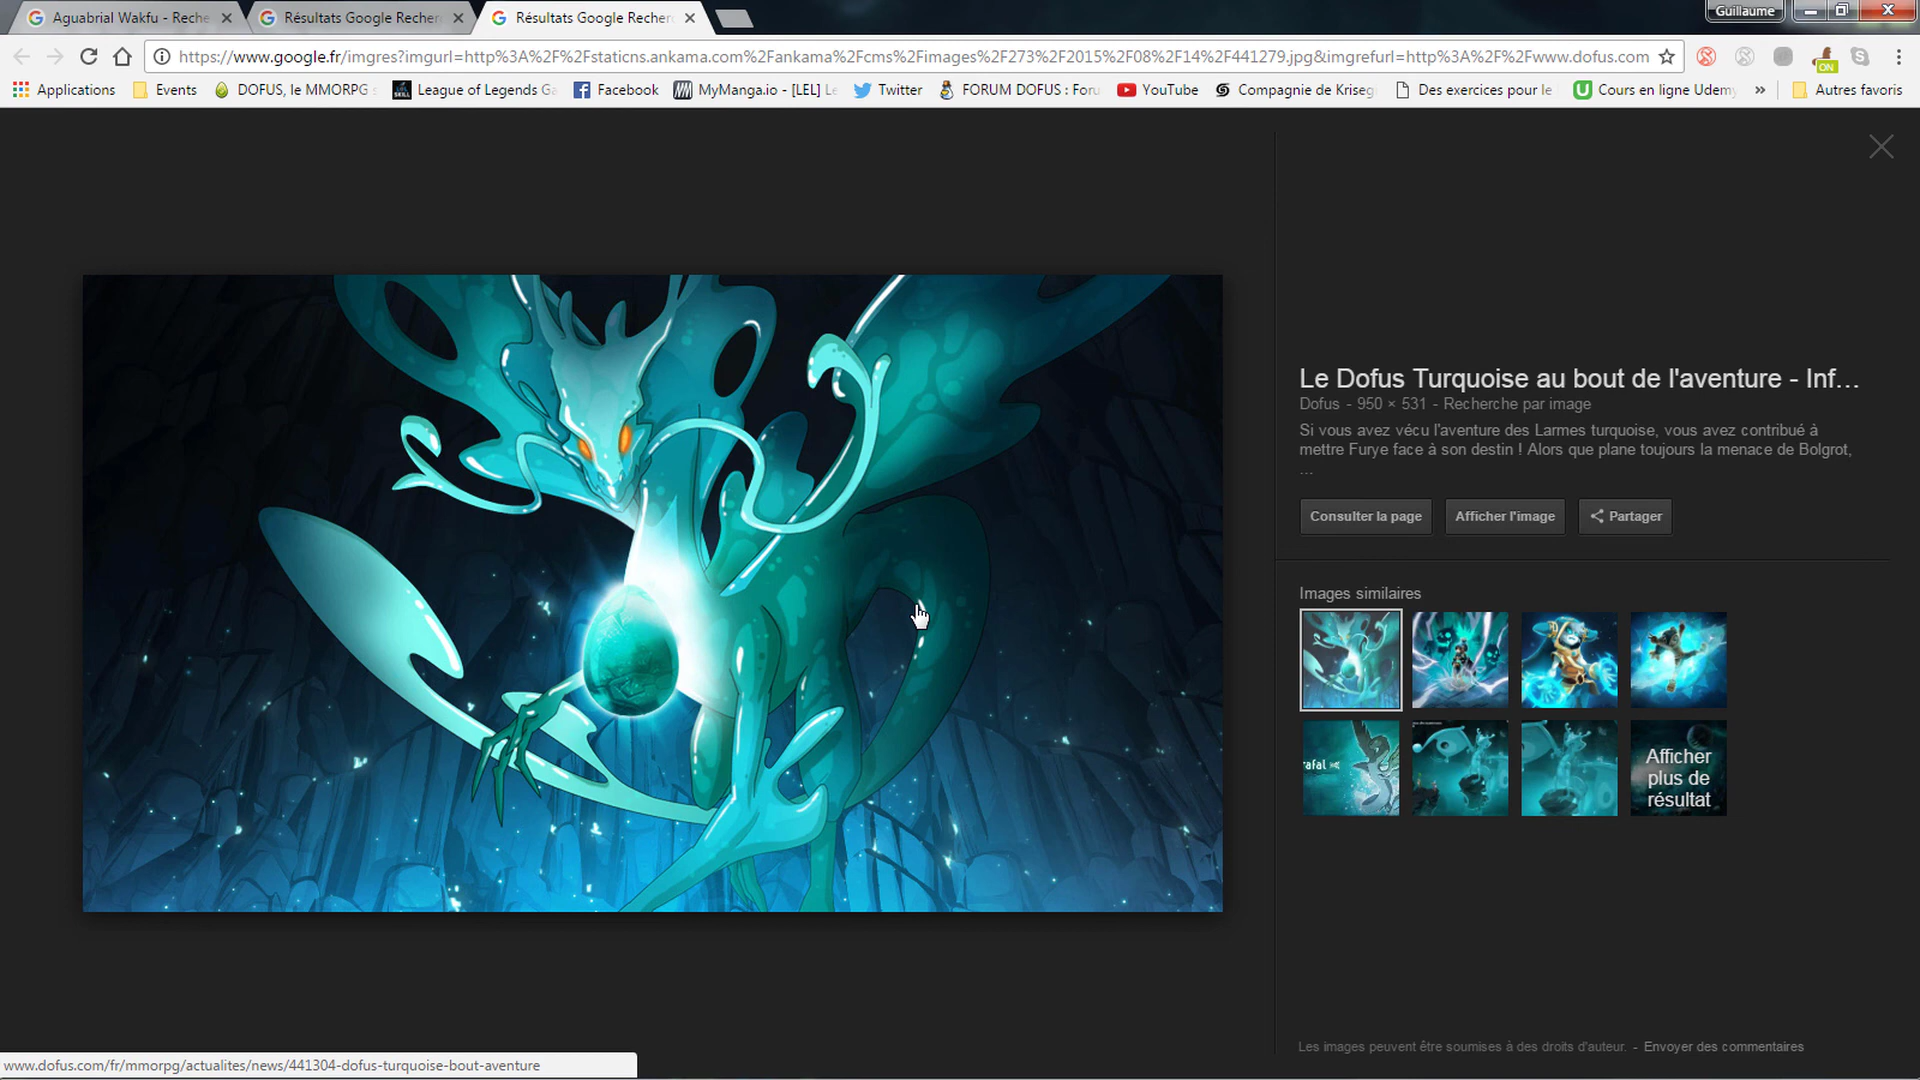 Aguabrial Wakfu - Reche
Résultats Google Recher
Résultats Google Recher
Guillaume
https://www.google.fr/imgres?imgurl=http%3A%2F%2Fstaticns.ankama.com%2Fankama%2Fcms%2Fimages%2F273%2F2015%2F08%2F14%2F441279.jpg&imgrefurl=http%3A%2F%2Fwww.dofus.com
ON
Applications
Events
DOFUS, le MMORPG s
League of Legends Ga
Facebook
MyManga.io - [LEL] Le
Twitter
FORUM DOFUS : Foru
YouTube
Compagnie de Kriseg
Des exercices pour le
Cours en ligne Udemy
»
Autres favoris
Le Dofus Turquoise au bout de l'aventure - Inf...
Dofus - 950 × 531 - Recherche par image
Si vous avez vécu l'aventure des Larmes turquoise, vous avez contribué à
mettre Furye face à son destin ! Alors que plane toujours la menace de Bolgrot,
...
Consulter la page
Afficher l'image
Partager
Images similaires
rafal
Afficher
plus de
résultat
Les images peuvent être soumises à des droits d'auteur. - Envoyer des commentaires
www.dofus.com/fr/mmorpg/actualites/news/441304-dofus-turquoise-bout-aventure